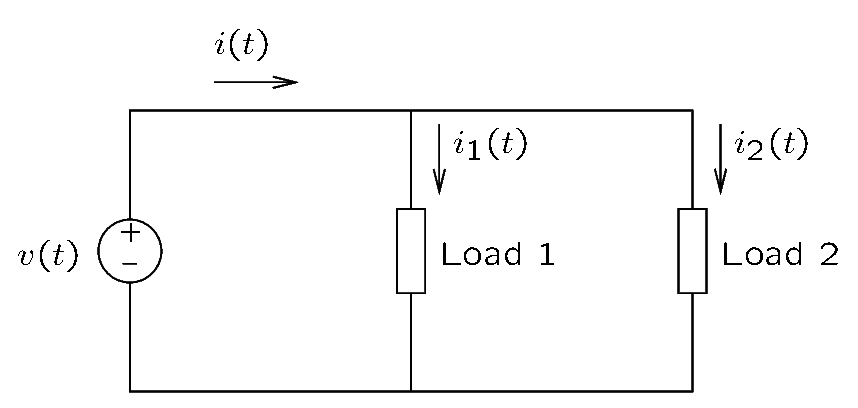 i(t)
i1(t)
i2(t)
v(t)
+
−
Load 1
Load 2